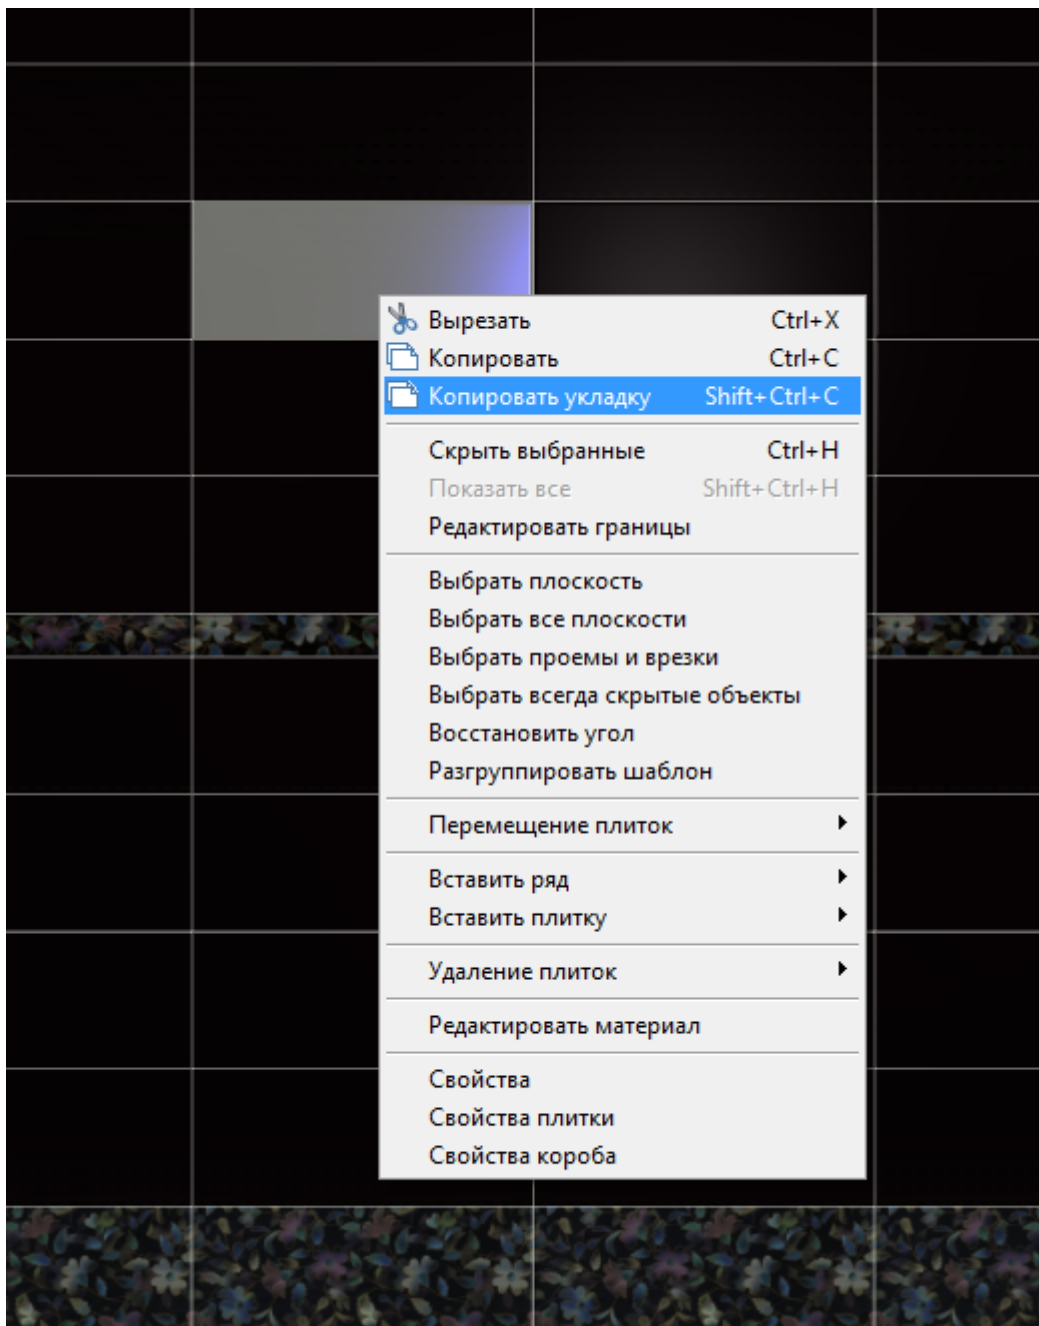 Вырезать Ctrl+X
Копировать Ctrl+C
Копировать укладку Shift+Ctrl+C
Скрыть выбранные Ctrl+H
Показать все Shift+Ctrl+H
Редактировать границы
Выбрать плоскость
Выбрать все плоскости
Выбрать проемы и врезки
Выбрать всегда скрытые объекты
Восстановить угол
Разгруппировать шаблон
Перемещение плиток
Вставить ряд
Вставить плитку
Удаление плиток
Редактировать материал
Свойства
Свойства плитки
Свойства короба